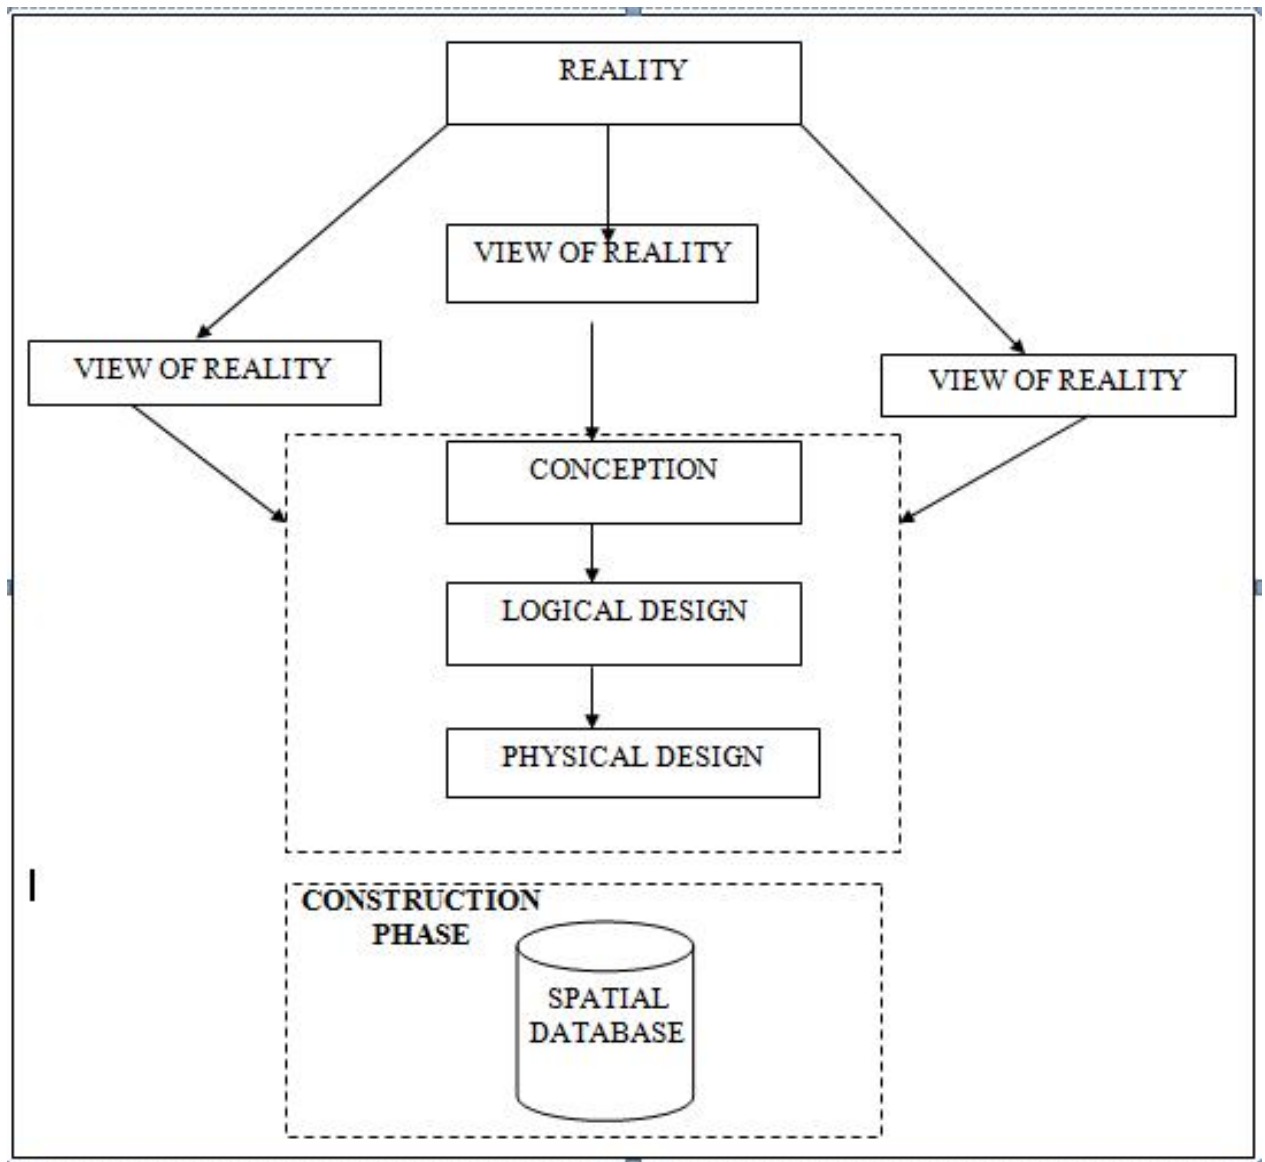 REALITY
VIEW OF REALITY
VIEW OF REALITY
VIEW OF REALITY
CONCEPTION
LOGICAL DESIGN
PHYSICAL DESIGN
CONSTRUCTION
PHASE
SPATIAL
DATABASE